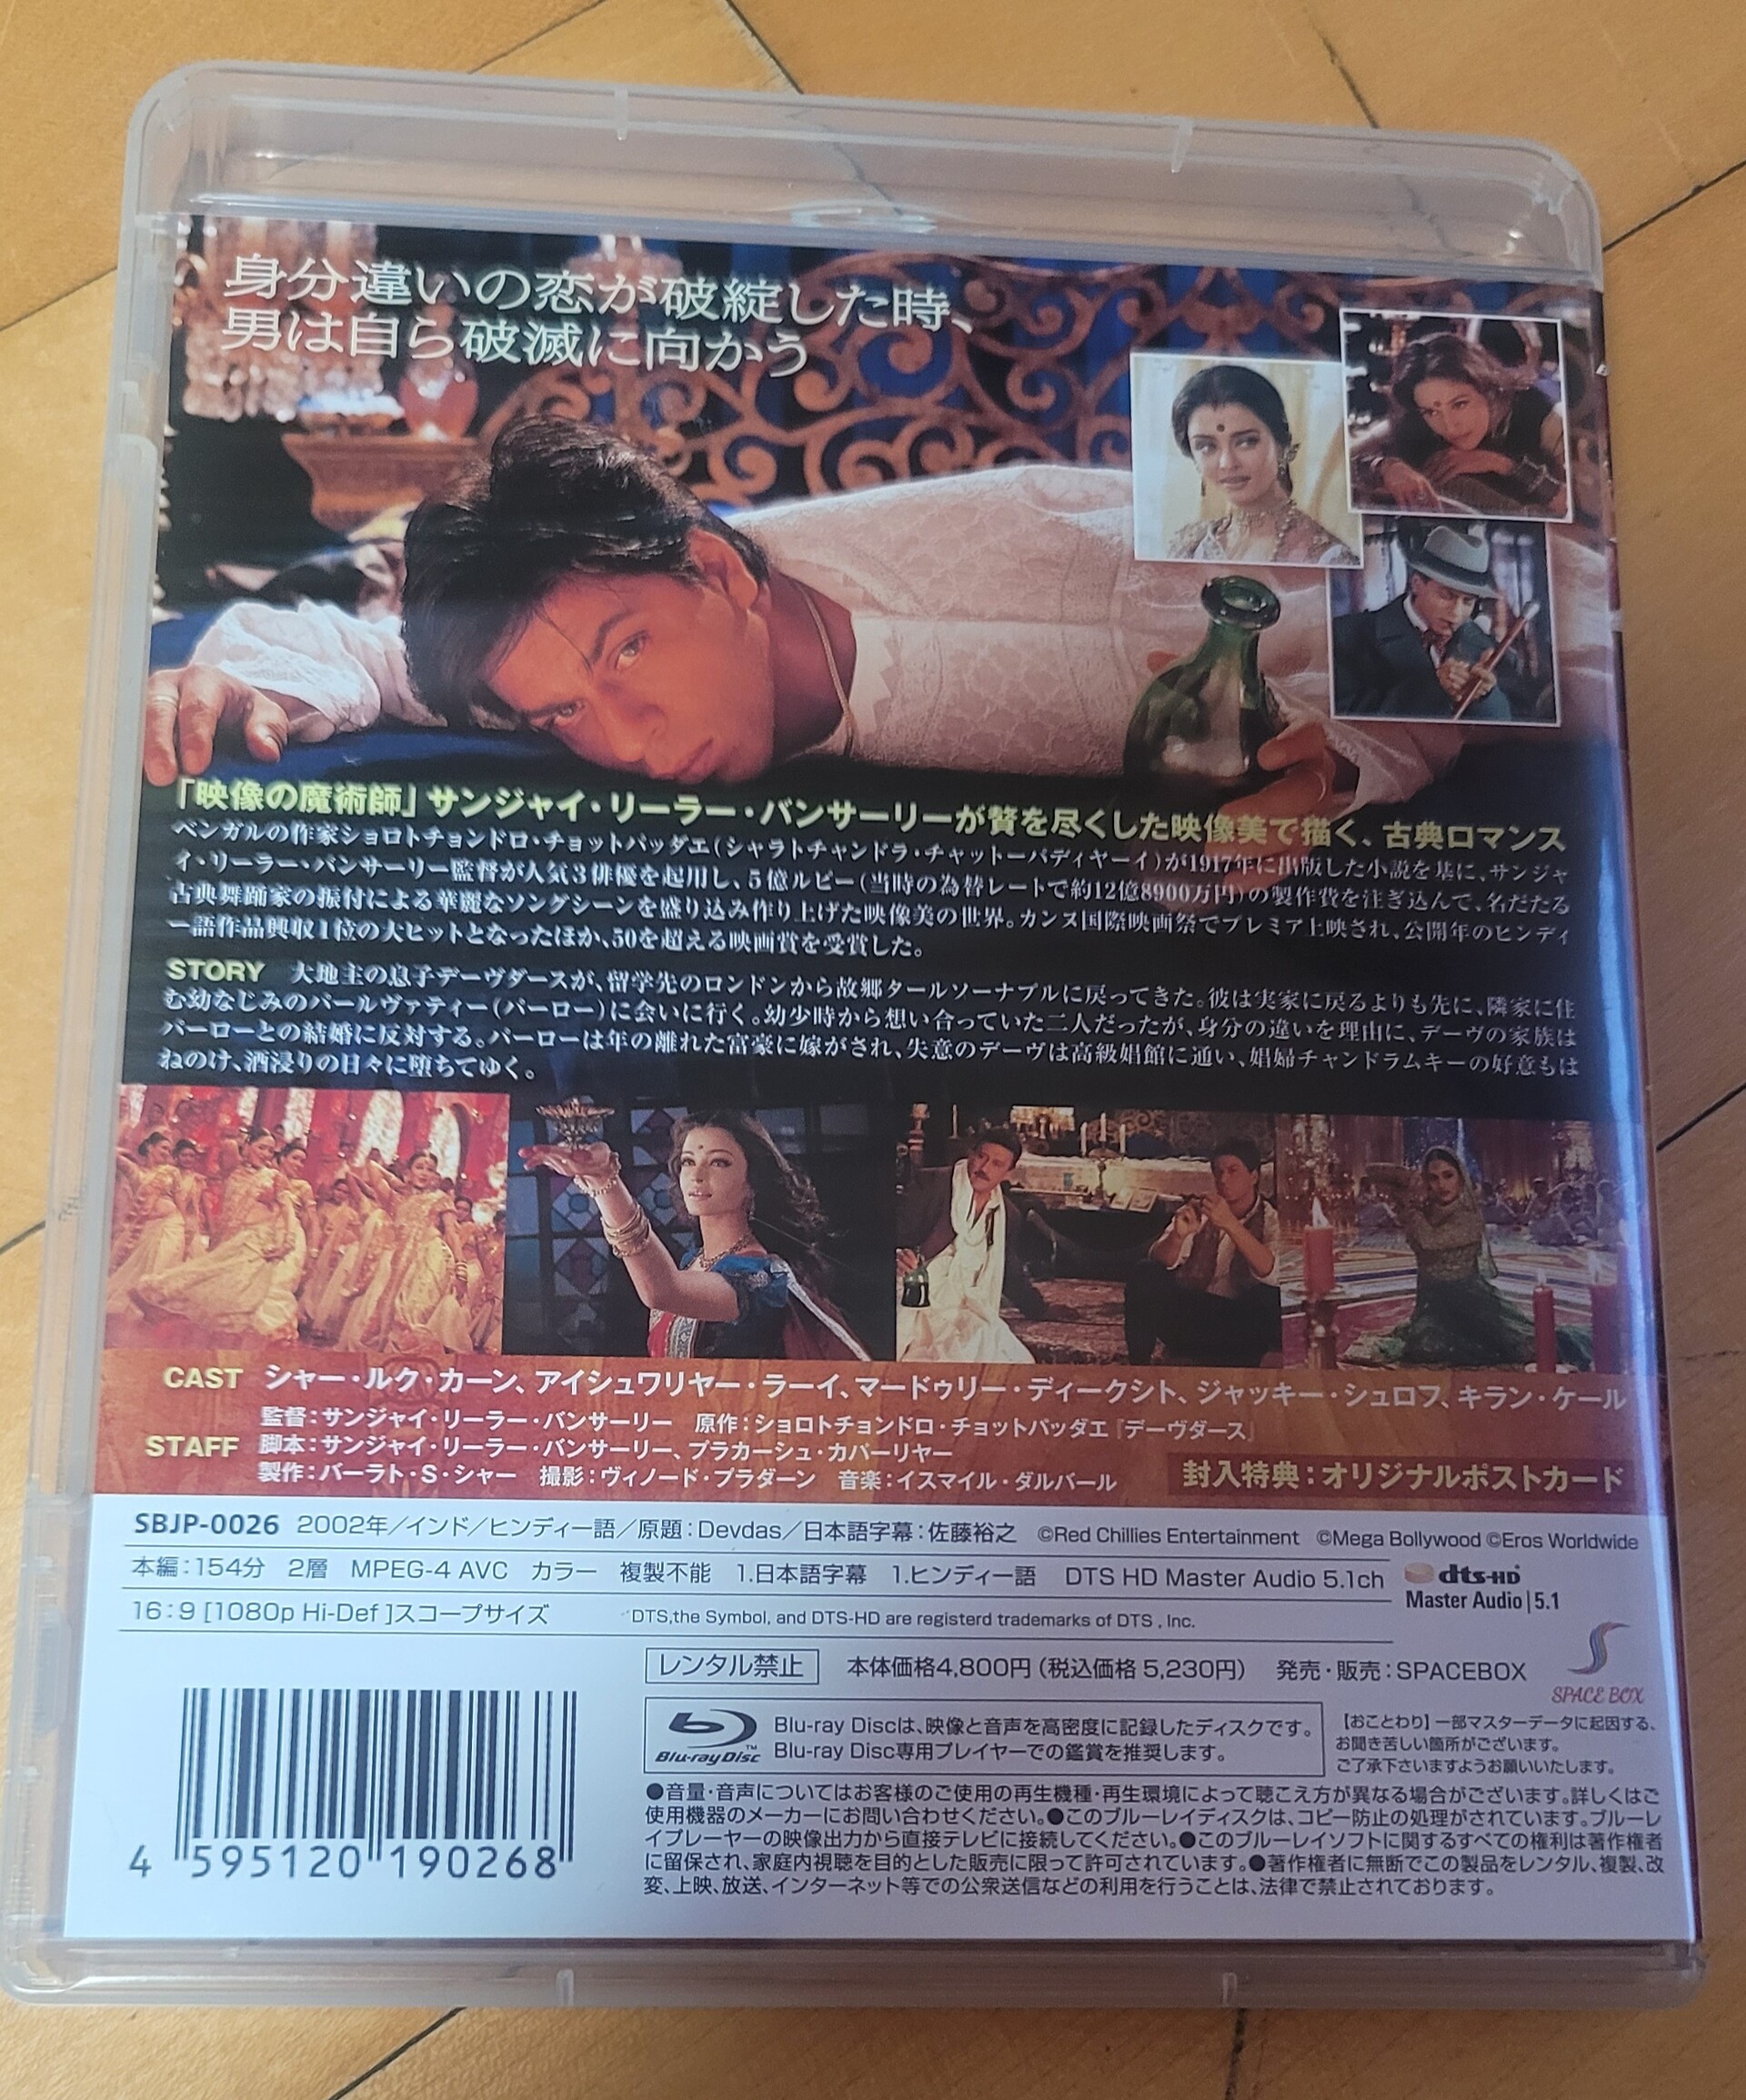 身分違いの恋が破綻した時、
男は自ら破滅に向かう
「映像の魔術師」サンジャイ・リーラー・バンサーリーが贅を尽くした映像美で描く、古典ロマンス
ベンガルの作家ショロトチョンドロ・チョットパッダエ(シャラトチャンドラ・チャットーパディヤーイ)が1917年に出版した小説を基に、サンジャ
イ・リーラー・バンサーリー監督が人気3俳優を起用し、5億ルピー(当時の為替レートで約12億8900万円)の製作費を注ぎ込んで、名だたる
古典舞踊家の振付による華麗なソングシーンを盛り込み作り上げた映像美の世界。カンヌ国際映画祭でプレミア上映され、公開年のヒンディ
ー語作品興収1位の大ヒットとなったほか、50を超える映画賞を受賞した。
STORY 大地主の息子デーヴダースが、留学先のロンドンから故郷タールソーナプルに戻ってきた。彼は実家に戻るよりも先に、隣家に住
む幼なじみのパールヴァティー(パーロー)に会いに行く。幼少時から想い合っていた二人だったが、身分の違いを理由に、デーヴの家族は
パーローとの結婚に反対する。パーローは年の離れた富豪に嫁がされ、失意のデーヴは高級娼館に通い、娼婦チャンドラムキーの好意もは
ねのけ、酒浸りの日々に堕ちてゆく。
CAST シャー・ルク・カーン、アイシュワリヤー・ラーイ、マードゥリー・ディークシト、ジャッキー・シュロフ、キラン・ケール
監督:サンジャイ・リーラー・バンサーリー 原作:ショロトチョンドロ・チョットパッダエ『デーヴダース』
STAFF 脚本:サンジャイ・リーラー・バンサーリー、プラカーシュ・カパーリヤー
製作:バーラト・S・シャー 撮影:ヴィノード・プラダーン 音楽:イスマイル・ダルバール
封入特典:オリジナルポストカード
SBJP-0026 2002年/インド/ヒンディー語/原題:Devdas/日本語字幕:佐藤裕之 ©Red Chillies Entertainment ©Mega Bollywood ©Eros Worldwide
本編:154分 2層 MPEG-4 AVC カラー 複製不能 1.日本語字幕 1.ヒンディー語 DTS HD Master Audio 5.1ch
dts-HD
Master Audio|5.1
16:9 [1080p Hi-Def ]スコープサイズ DTS,the Symbol, and DTS-HD are registerd trademarks of DTS , Inc.
レンタル禁止 本体価格4,800円(税込価格 5,230円) 発売・販売:SPACEBOX
SPACE BOX
Blu-ray Disc™
Blu-ray Discは、映像と音声を高密度に記録したディスクです。
Blu-ray Disc専用プレイヤーでの鑑賞を推奨します。
【おことわり】一部マスターデータに起因する、
お聞き苦しい箇所がございます。
ご了承下さいますようお願いいたします。
●音量・音声についてはお客様のご使用の再生機種・再生環境によって聴こえ方が異なる場合がございます。詳しくはご
使用機器のメーカーにお問い合わせください。●このブルーレイディスクは、コピー防止の処理がされています。ブルーレ
イプレーヤーの映像出力から直接テレビに接続してください。●このブルーレイソフトに関するすべての権利は著作権者
に留保され、家庭内視聴を目的とした販売に限って許可されています。●著作権者に無断でこの製品をレンタル、複製、改
変、上映、放送、インターネット等での公衆送信などの利用を行うことは、法律で禁止されております。
4 595120 190268